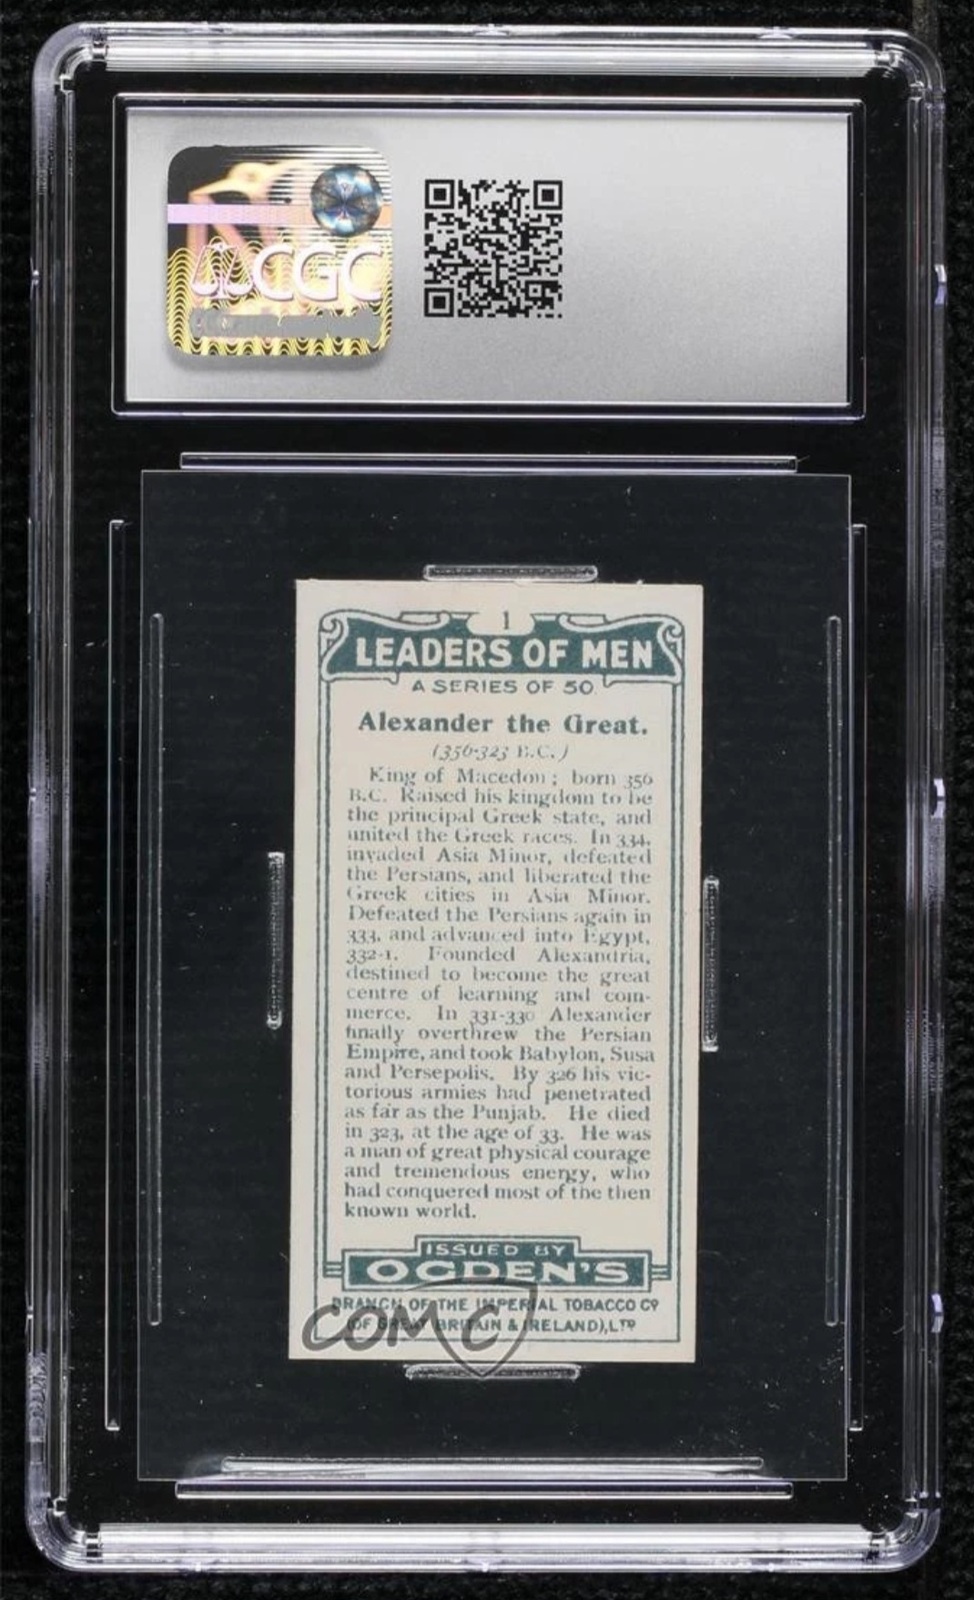 CGC
1
LEADERS OF MEN
A SERIES OF 50
Alexander the Great.
(356-323 B.C.)
King of Macedon; born 356
B.C. Raised his kingdom to be
the principal Greek state, and
united the Greek races. In 334,
invaded Asia Minor, defeated
the Persians, and liberated the
Greek cities in Asia Minor.
Defeated the Persians again in
333, and advanced into Egypt,
332-1. Founded Alexandria,
destined to become the great
centre of learning and com-
merce. In 331-330 Alexander
finally overthrew the Persian
Empire, and took Babylon, Susa
and Persepolis. By 326 his vic-
torious armies had penetrated
as far as the Punjab. He died
in 323, at the age of 33. He was
a man of great physical courage
and tremendous energy, who
had conquered most of the then
known world.
ISSUED BY
OGDEN'S
BRANCH OF THE IMPERIAL TOBACCO CO
(OF GREAT BRITAIN & IRELAND), LTD
COMC